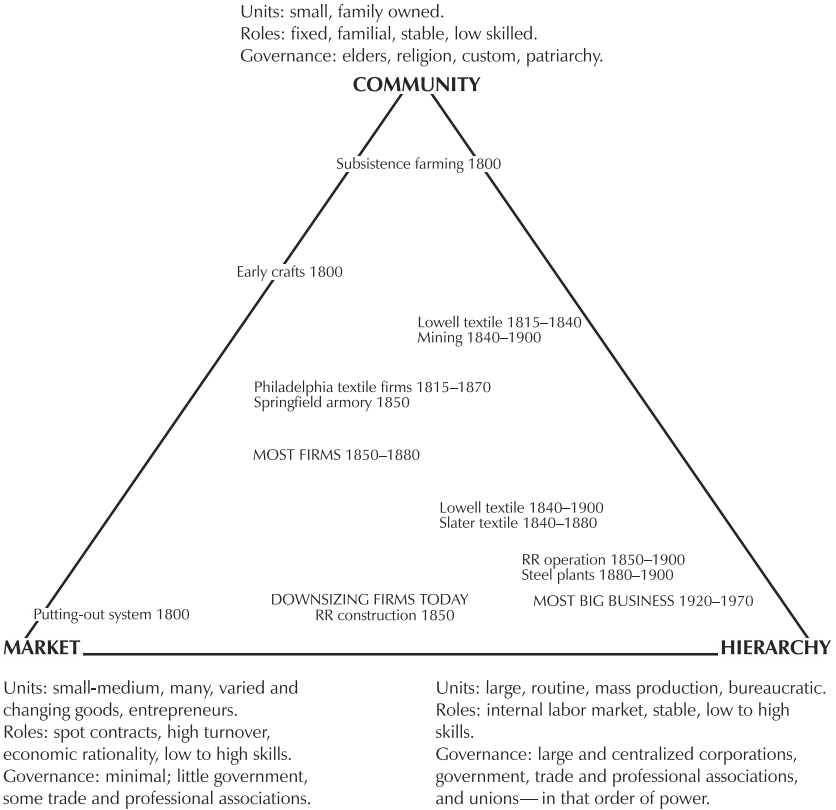 Units: small, family owned.
Roles: fixed, familial, stable, low skilled.
Governance: elders, religion, custom, patriarchy.
COMMUNITY
Subsistence farming 1800
Early crafts 1800
Lowell textile 1815–1840
Mining 1840–1900
Philadelphia textile firms 1815–1870
Springfield armory 1850
MOST FIRMS 1850–1880
Lowell textile 1840–1900
Slater textile 1840–1880
RR operation 1850–1900
Steel plants 1880–1900
DOWNSIZING FIRMS TODAY
RR construction 1850
MOST BIG BUSINESS 1920–1970
Putting-out system 1800
MARKET
HIERARCHY
Units: small-medium, many, varied and
changing goods, entrepreneurs.
Roles: spot contracts, high turnover,
economic rationality, low to high skills.
Governance: minimal; little government,
some trade and professional associations.
Units: large, routine, mass production, bureaucratic.
Roles: internal labor market, stable, low to high
skills.
Governance: large and centralized corporations,
government, trade and professional associations,
and unions—in that order of power.